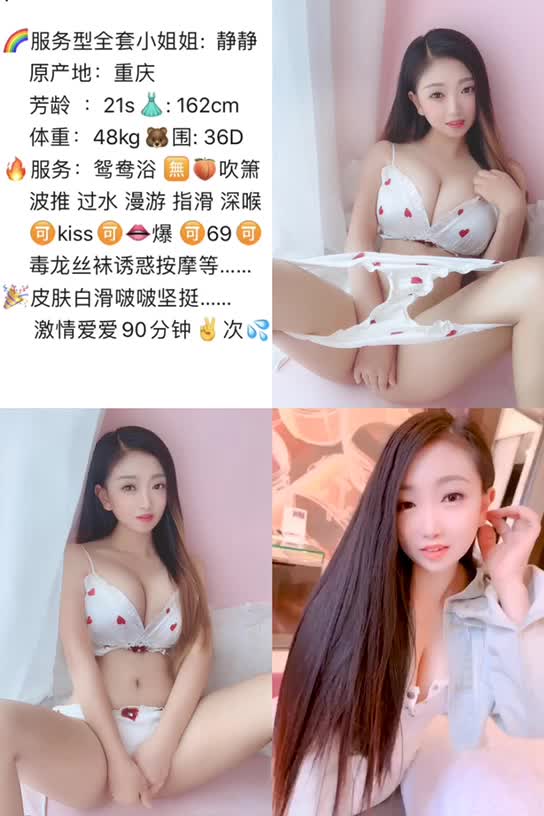 🌈服务型全套小姐姐: 静静
原产地: 重庆
芳龄 : 21s👗: 162cm
体重: 48kg🐻围: 36D
🔥服务: 鸳鸯浴 🈚🍑吹箫
波推 过水 漫游 指滑 深喉
🉑kiss🉑👄爆 🉑69🉑
毒龙丝袜诱惑按摩等……
🎉皮肤白滑啵啵坚挺……
激情爱爱90分钟✌️次💦